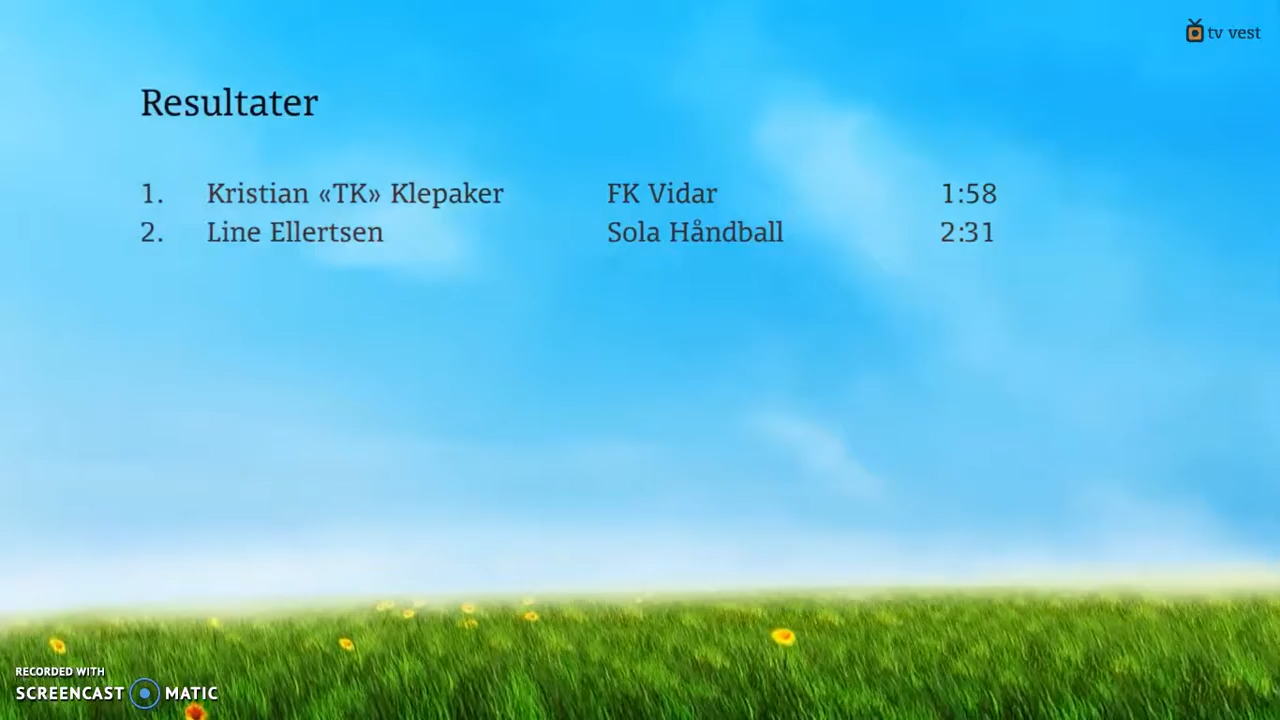 tv vest
Resultater
1. Kristian «TK» Klepaker FK Vidar 1:58
2. Line Ellertsen Sola Håndball 2:31
RECORDED WITH
SCREENCAST MATIC